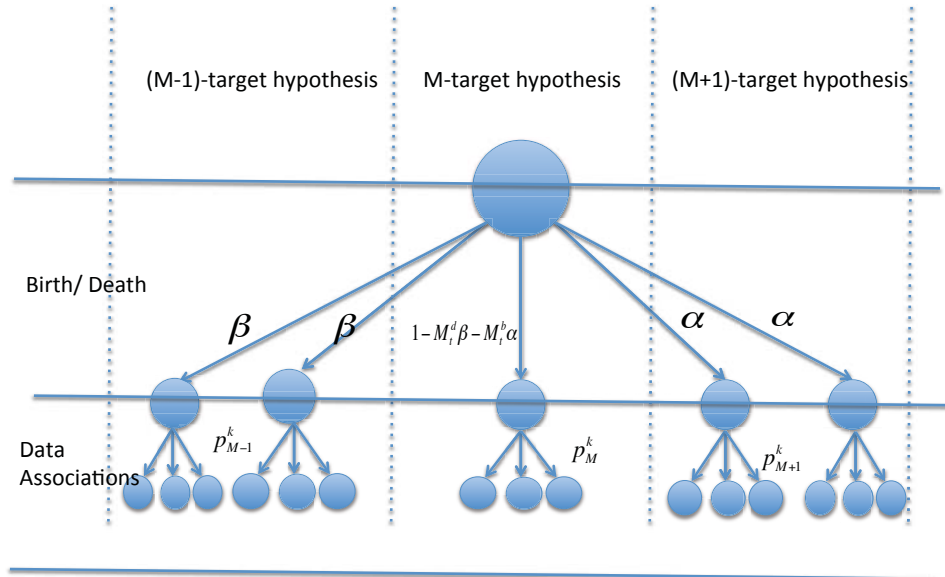 (M-1)-target hypothesis
M-target hypothesis
(M+1)-target hypothesis
Birth/ Death
β
β
1−M_t^d β−M_t^b α
α
α
Data
Associations
p_{M-1}^k
p_M^k
p_{M+1}^k